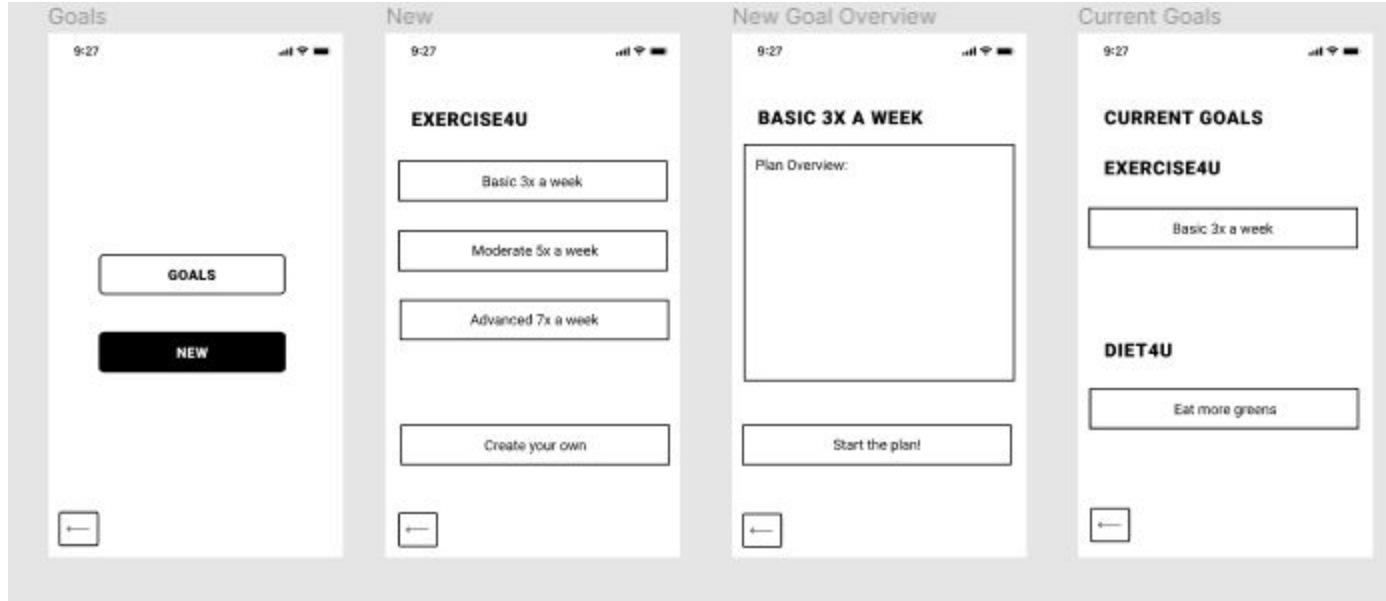 Goals
9:27
GOALS
NEW
New
9:27
EXERCISE4U
Basic 3x a week
Moderate 5x a week
Advanced 7x a week
Create your own
New Goal Overview
9:27
BASIC 3X A WEEK
Plan Overview:
Start the plan!
Current Goals
9:27
CURRENT GOALS
EXERCISE4U
Basic 3x a week
DIET4U
Eat more greens